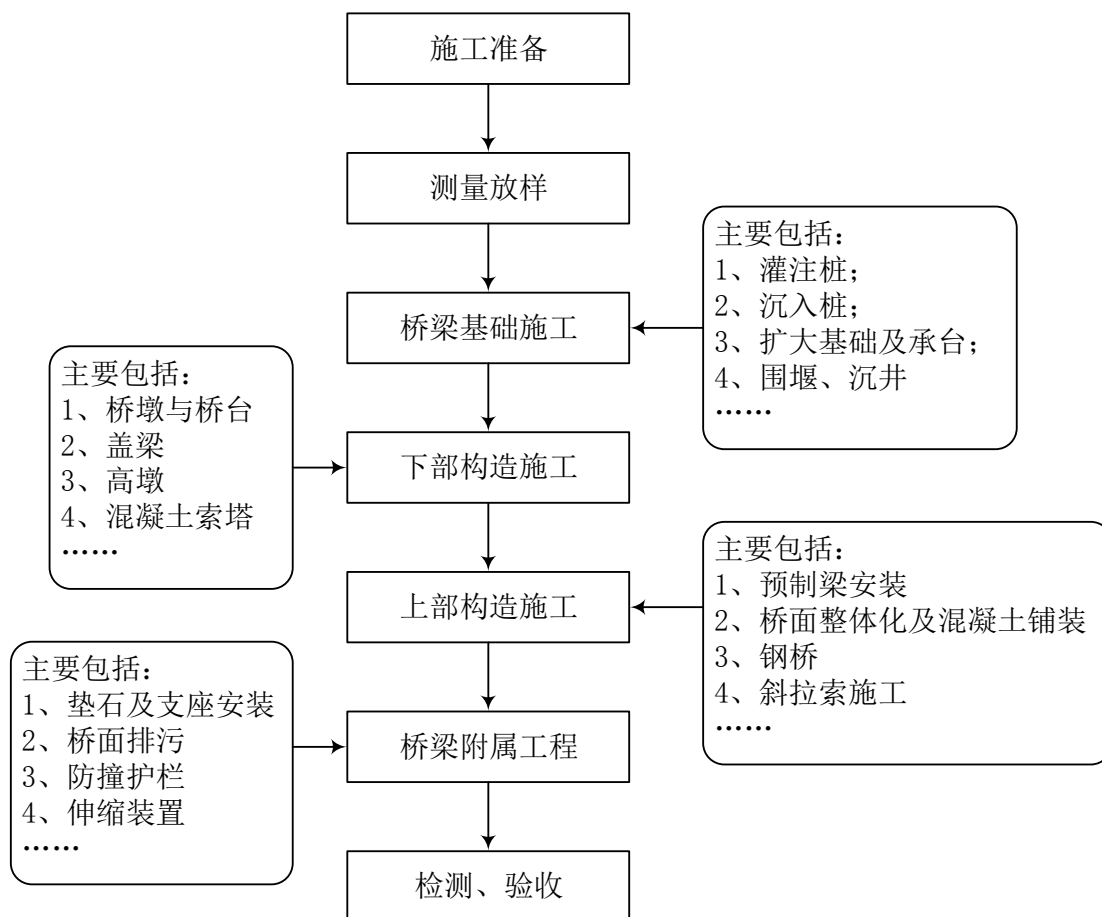 施工准备
测量放样
桥梁基础施工
主要包括：
1、灌注桩；
2、沉入桩；
3、扩大基础及承台；
4、围堰、沉井
……
主要包括：
1、桥墩与桥台
2、盖梁
3、高墩
4、混凝土索塔
……
下部构造施工
上部构造施工
主要包括：
1、预制梁安装
2、桥面整体化及混凝土铺装
3、钢桥
4、斜拉索施工
……
主要包括：
1、垫石及支座安装
2、桥面排污
3、防撞护栏
4、伸缩装置
……
桥梁附属工程
检测、验收